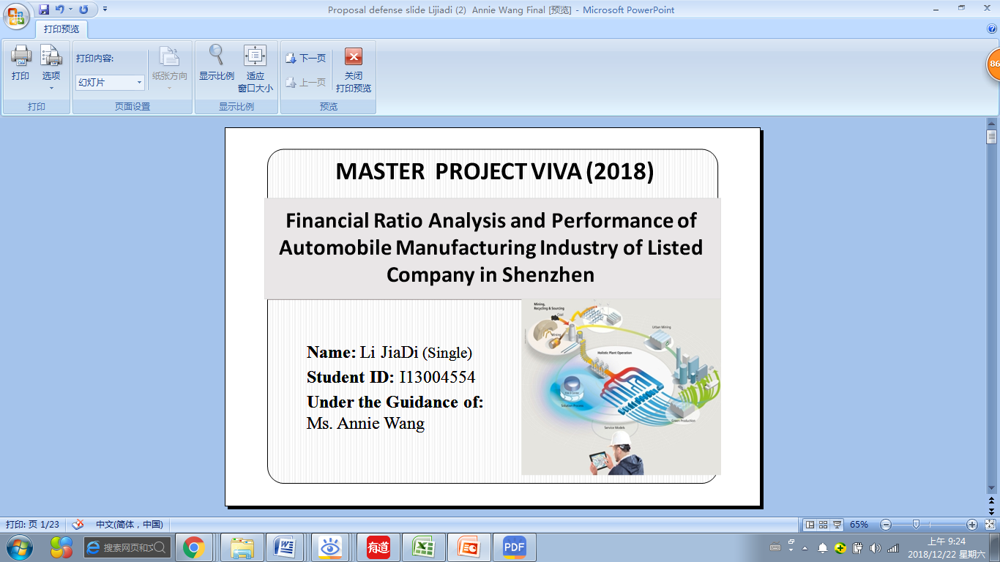 Proposal defense slide Lijiadi (2)  Annie Wang Final [预览] - Microsoft PowerPoint
打印预览
打印
选项
打印内容:
幻灯片
纸张方向
显示比例
适应
窗口大小
下一页
上一页
关闭
打印预览
打印
页面设置
显示比例
预览
86
MASTER  PROJECT VIVA (2018)
Financial Ratio Analysis and Performance of
Automobile Manufacturing Industry of Listed
Company in Shenzhen
Name: Li JiaDi (Single)
Student ID: I13004554
Under the Guidance of:
Ms. Annie Wang
Mining,
Recycling & Sourcing
Coal
Mining
Urban Mining
Holistic Plant Operation
Solution Process
Green Production
Service Models
打印: 页 1/23
中文(简体，中国)
65%
搜索网页和文
有道
PDF
上午 9:24
2018/12/22 星期六